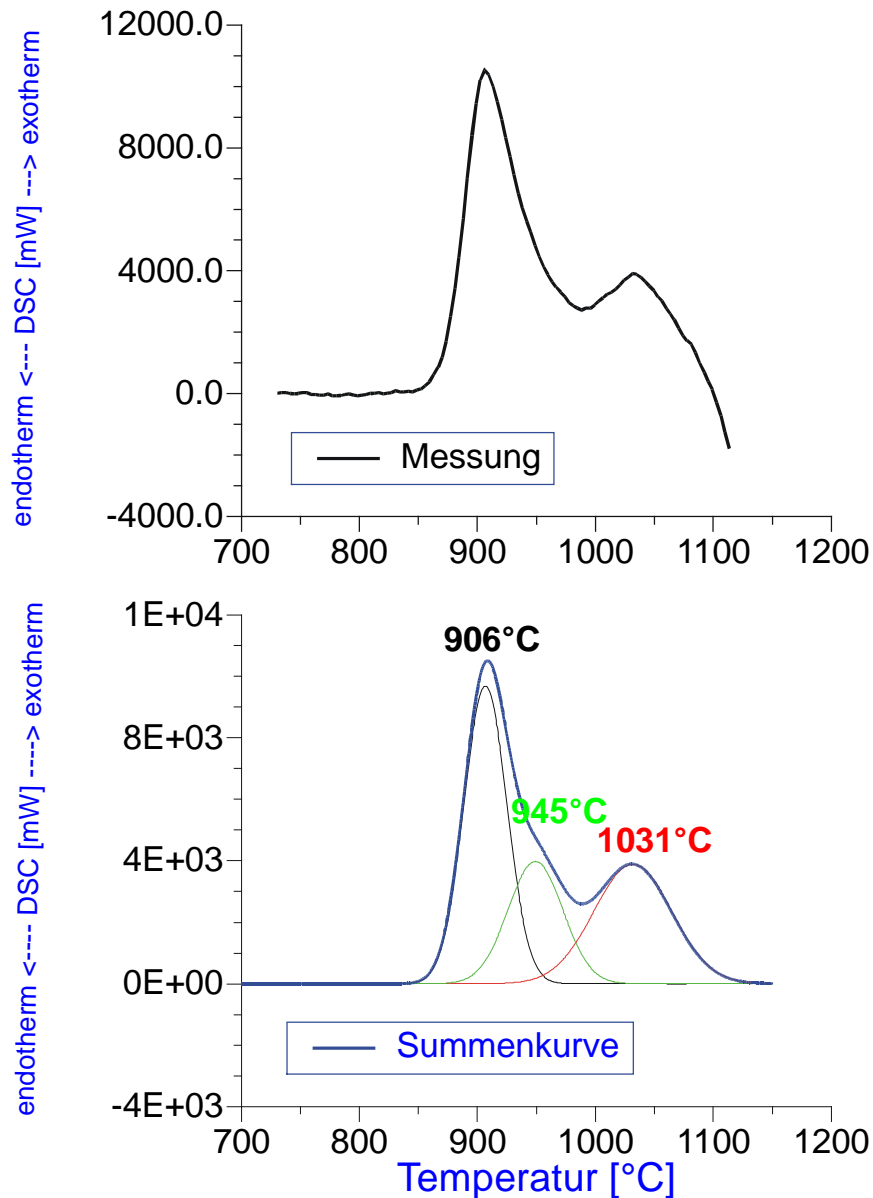 12000.0
8000.0
4000.0
0.0
-4000.0
endotherm <--- DSC [mW] ---> exotherm
Messung
700 800 900 1000 1100 1200
1E+04
8E+03
4E+03
0E+00
-4E+03
endotherm <---- DSC [mW] ----> exotherm
906°C
945°C
1031°C
Summenkurve
700 800 900 1000 1100 1200
Temperatur [°C]